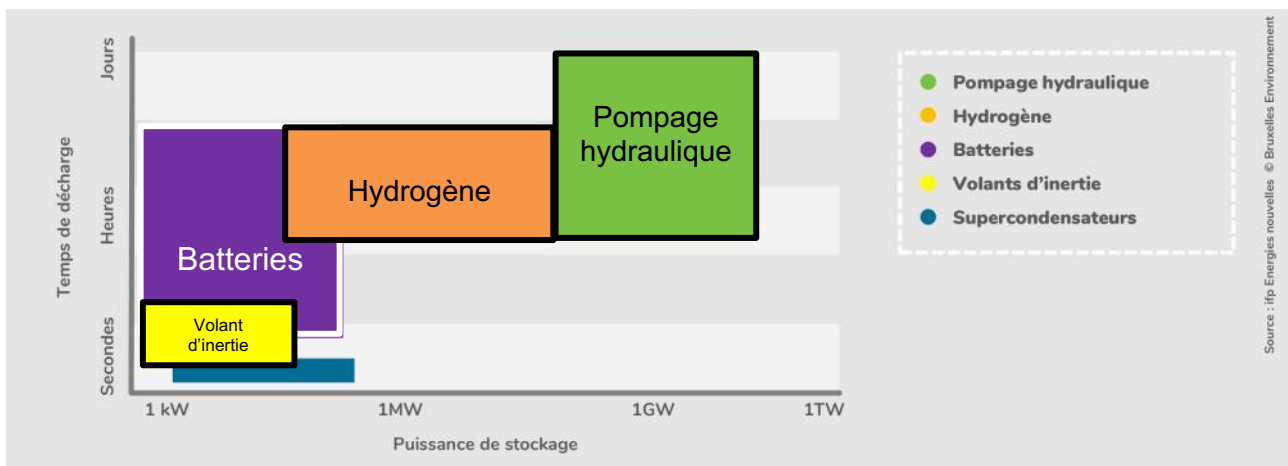 Jours
Heures
Secondes
Temps de décharge
Pompage
hydraulique
Hydrogène
Batteries
Volant
d’inertie
1 kW
1MW
1GW
1TW
Puissance de stockage
Pompage hydraulique
Hydrogène
Batteries
Volants d’inertie
Supercondensateurs
Source : ifp Energies nouvelles © Bruxelles Environnement